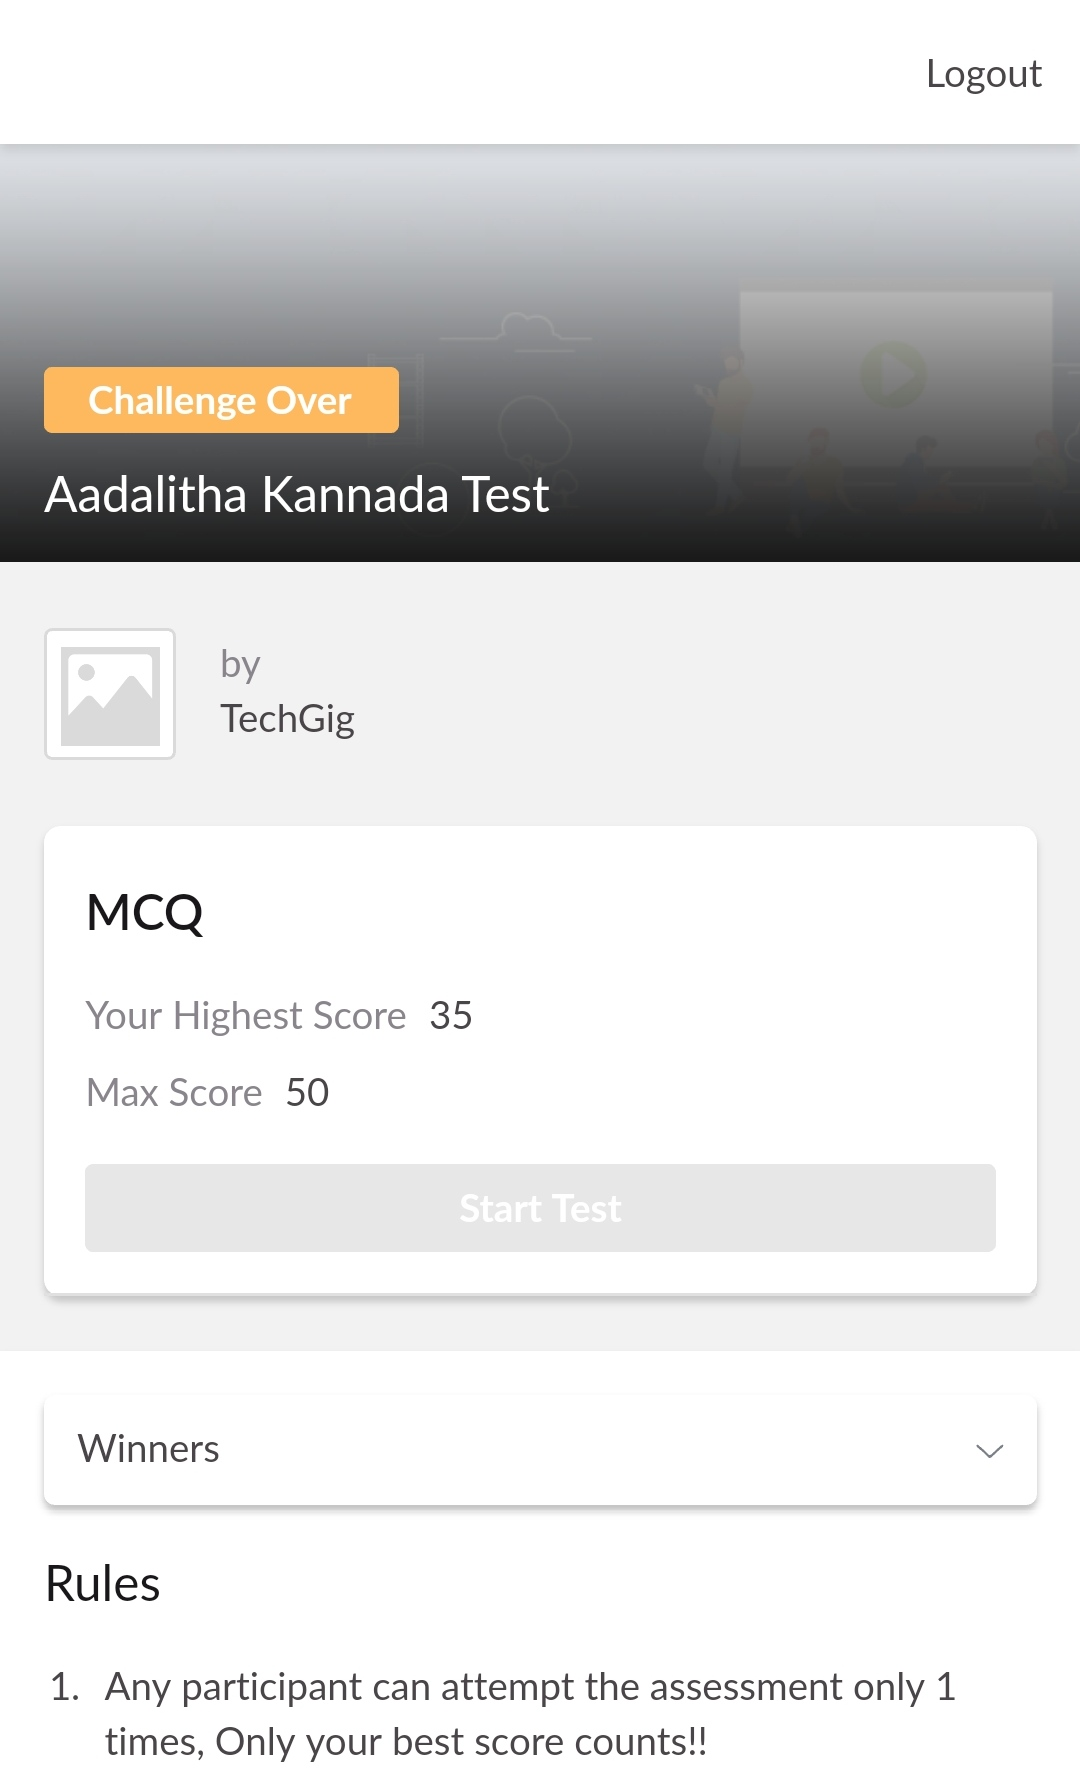 Logout
Challenge Over
Aadalitha Kannada Test
by
TechGig
MCQ
Your Highest Score 35
Max Score 50
Start Test
Winners
Rules
1. Any participant can attempt the assessment only 1
times, Only your best score counts!!